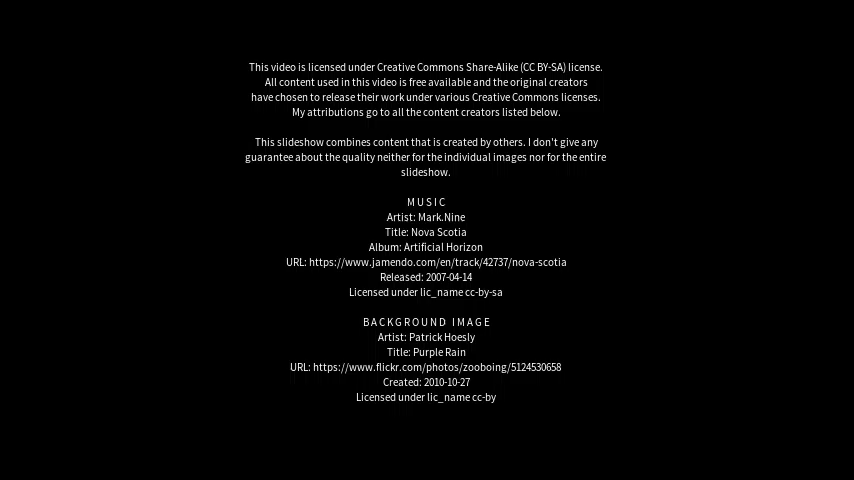 This video is licensed under Creative Commons Share-Alike (CC BY-SA) license.
All content used in this video is free available and the original creators
have chosen to release their work under various Creative Commons licenses.
My attributions go to all the content creators listed below.
This slideshow combines content that is created by others. I don't give any
guarantee about the quality neither for the individual images nor for the entire
slideshow.
MUSIC
Artist: Mark.Nine
Title: Nova Scotia
Album: Artificial Horizon
URL: https://www.jamendo.com/en/track/42737/nova-scotia
Released: 2007-04-14
Licensed under lic_name cc-by-sa
BACKGROUND IMAGE
Artist: Patrick Hoesly
Title: Purple Rain
URL: https://www.flickr.com/photos/zooboing/5124530658
Created: 2010-10-27
Licensed under lic_name cc-by